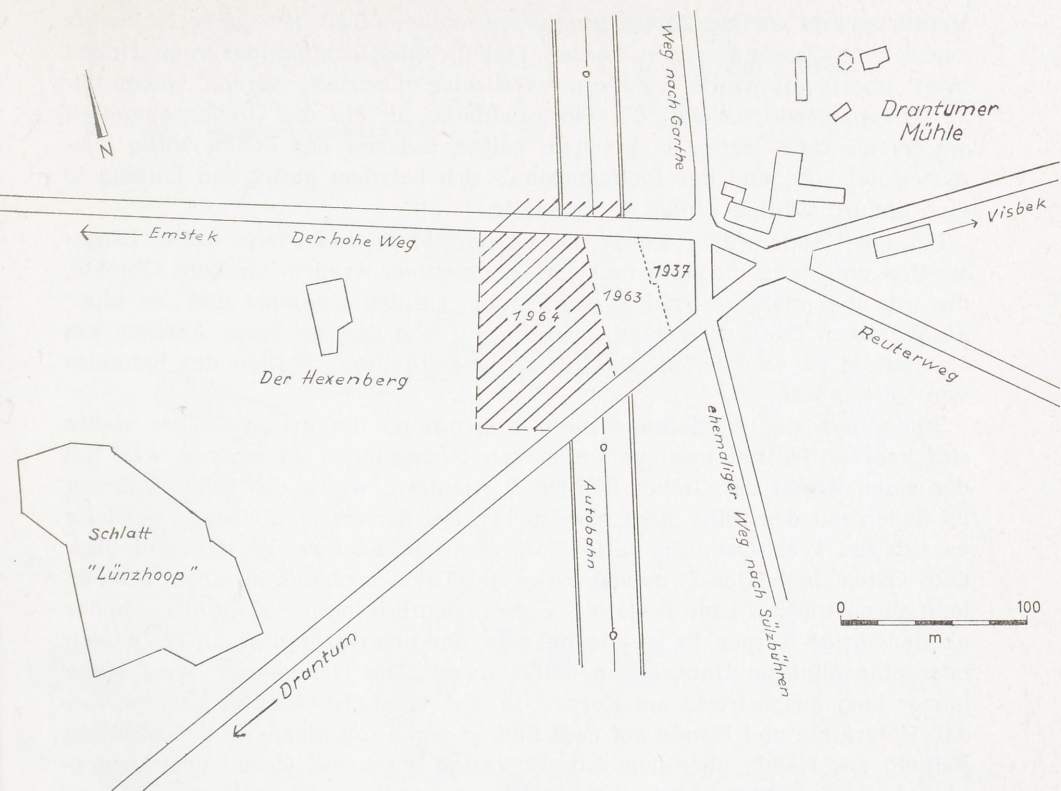 Weg nach Garthe
Drantumer
Mühle
N
Visbek
Emstek
Der hohe Weg
1937
1963
1964
Reuterweg
Der Hexenberg
ehemaliger Weg nach Sülzbühren
Autobahn
Schlatt
"Lünzhoop"
0 100
m
Drantum